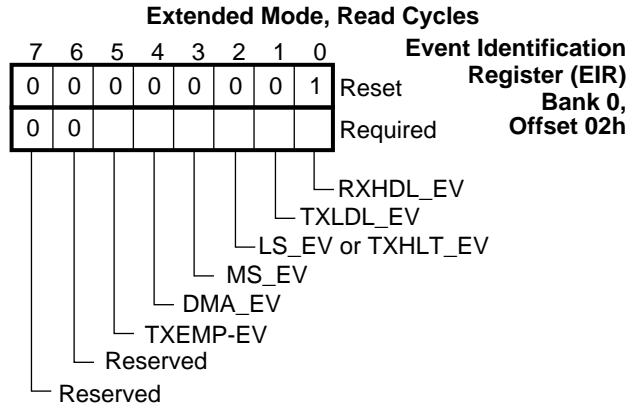 Extended Mode, Read Cycles
7 6 5 4 3 2 1 0
Event Identification
Register (EIR)
Bank 0,
Offset 02h
0 0 0 0 0 0 0 1 Reset
0 0 Required
RXHDL_EV
TXLDL_EV
LS_EV or TXHLT_EV
MS_EV
DMA_EV
TXEMP-EV
Reserved
Reserved